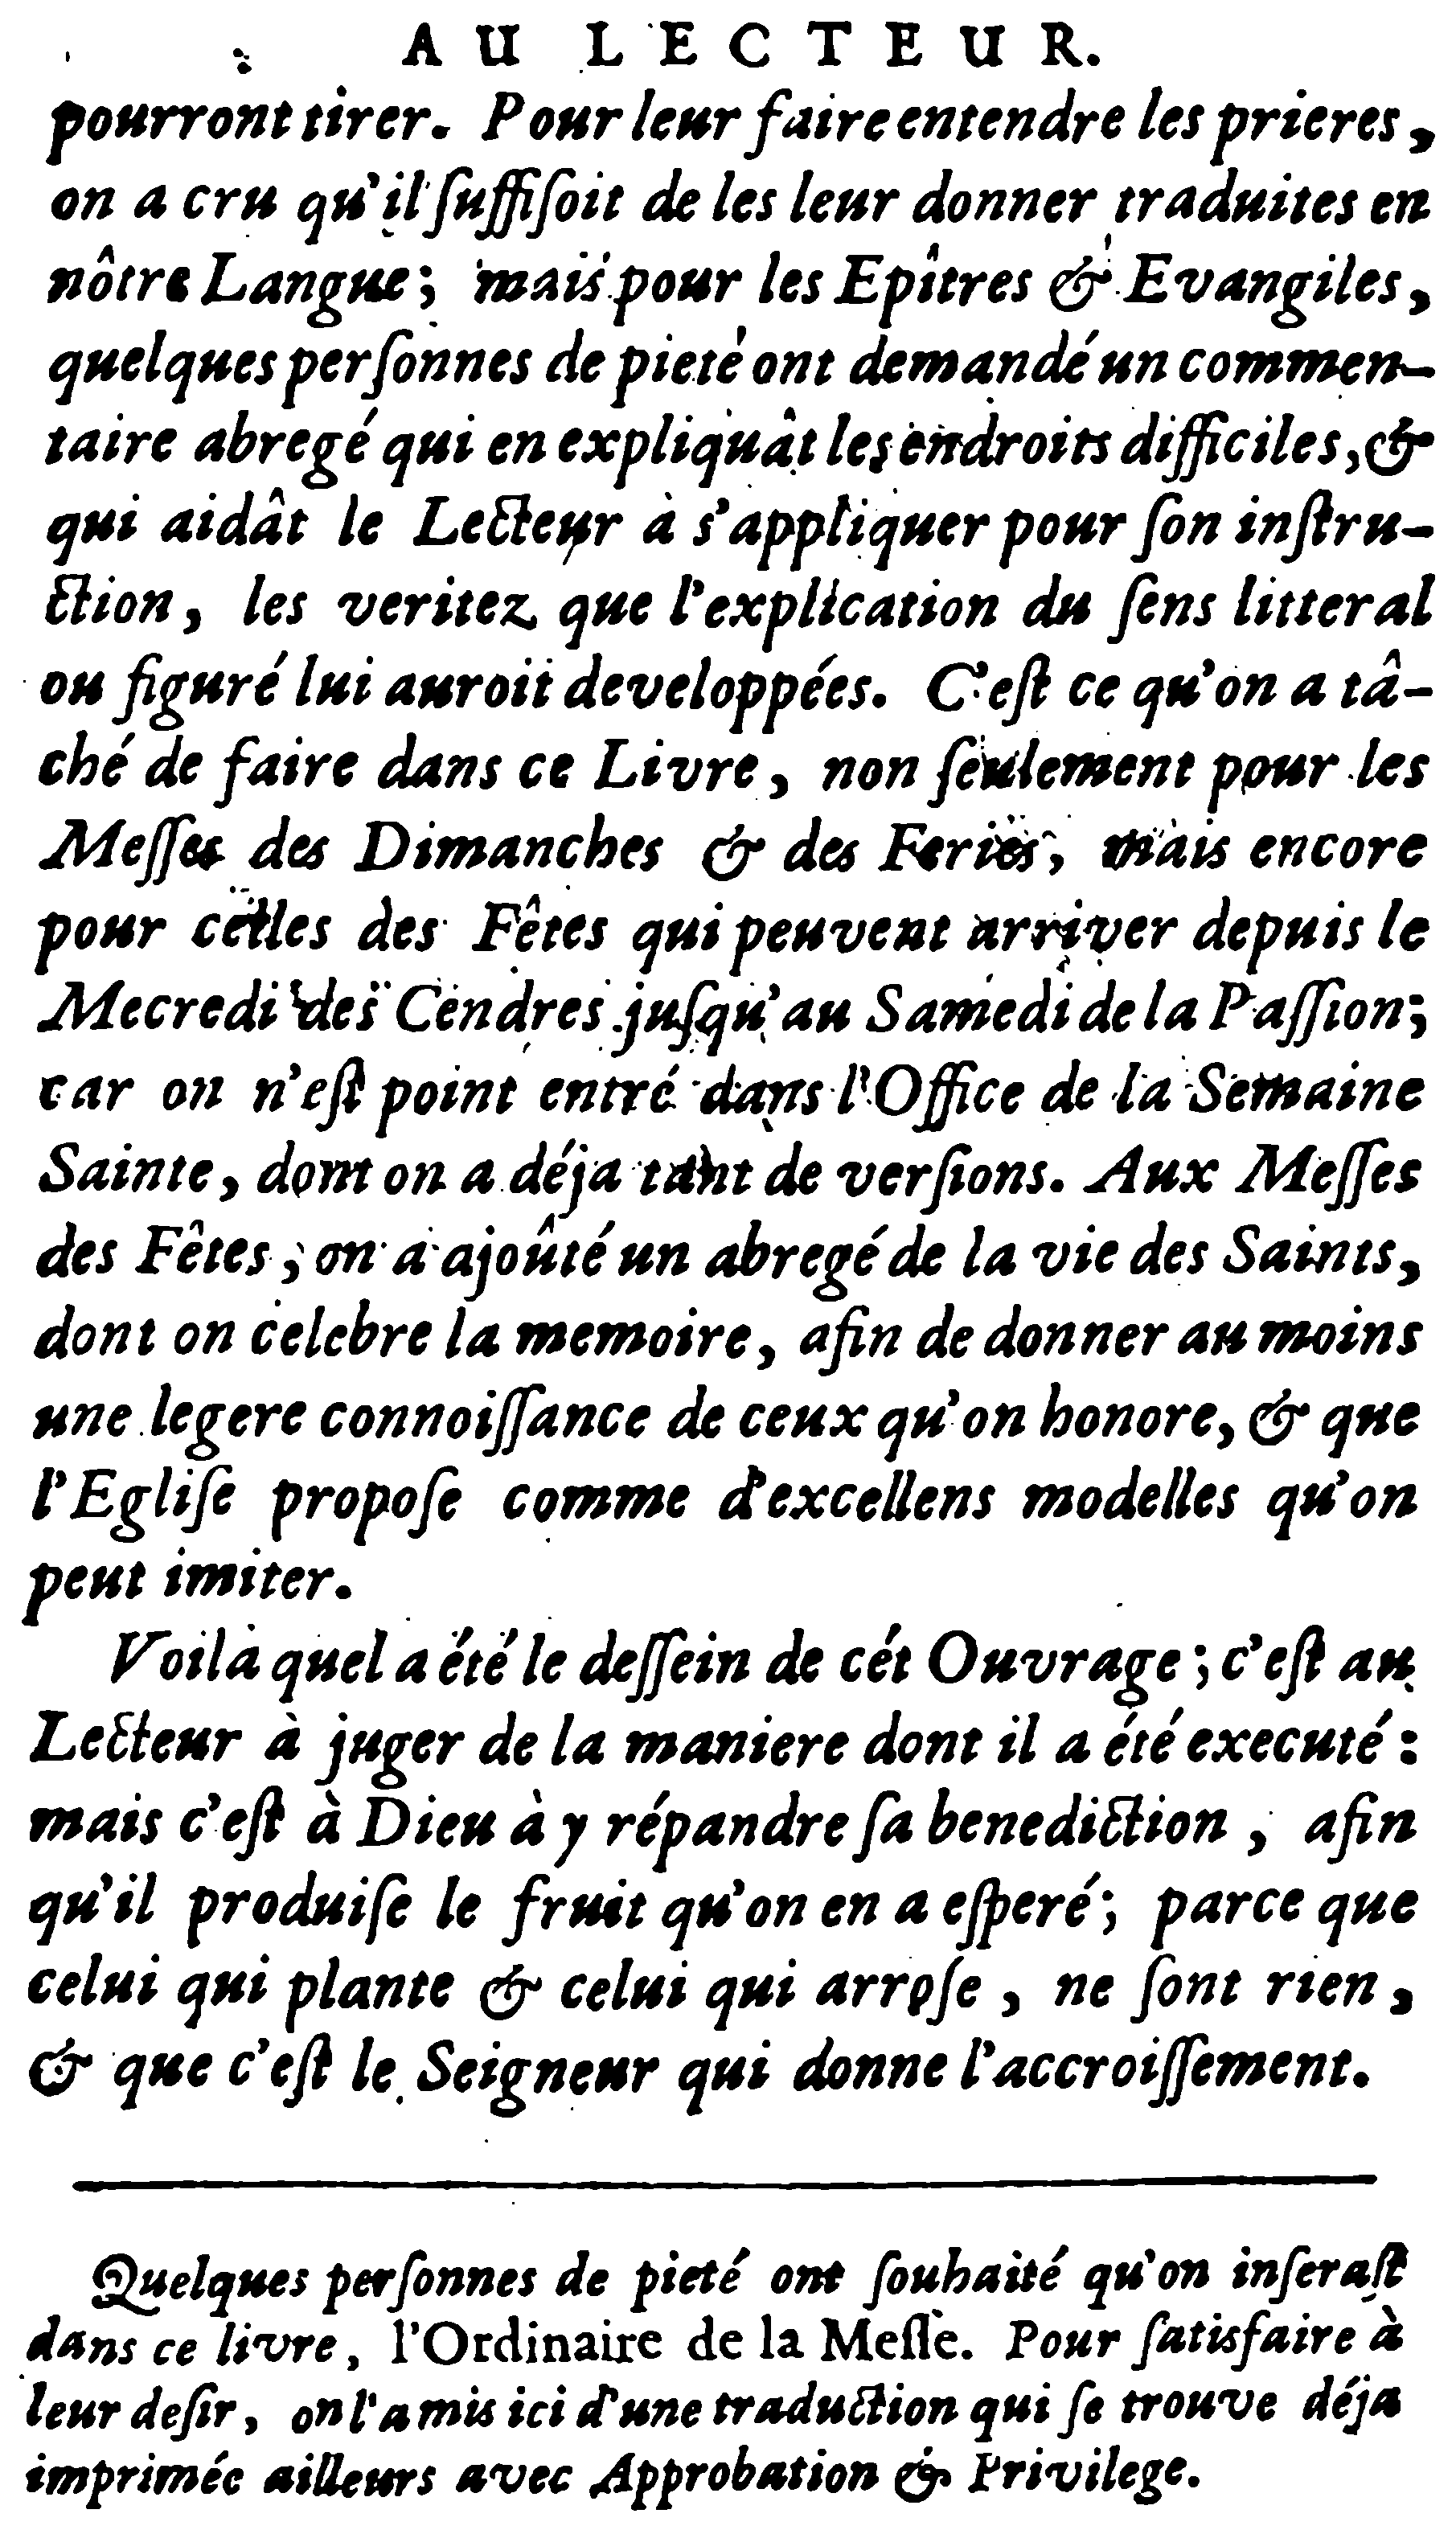 AU LECTEUR.
pourront tirer. Pour leur faire entendre les prieres,
on a cru qu'il ſuffiſoit de les leur donner traduites en
nôtre Langue; mais pour les Epîtres & Evangiles,
quelques perſonnes de pieté ont demandé un commen-
taire abregé qui en expliquât les endroits difficiles, &
qui aidât le Lecteur à s'appliquer pour ſon inſtru-
ction, les veritez que l'explication du ſens litteral
ou figuré lui auroit developpées. C'eſt ce qu'on a tâ-
ché de faire dans ce Livre, non ſeulement pour les
Meſſes des Dimanches & des Feries, mais encore
pour celles des Fêtes qui peuvent arriver depuis le
Mecredi des Cendres juſqu'au Samedi de la Paſſion;
car on n'eſt point entré dans l'Office de la Semaine
Sainte, dont on a déja tant de verſions. Aux Meſſes
des Fêtes, on a ajoûté un abregé de la vie des Saints,
dont on celebre la memoire, afin de donner au moins
une legere connoiſſance de ceux qu'on honore, & que
l'Egliſe propoſe comme d'excellens modelles qu'on
peut imiter.
Voila quel a été le deſſein de cét Ouvrage; c'eſt au
Lecteur à juger de la maniere dont il a été executé:
mais c'eſt à Dieu à y répandre ſa benediction, afin
qu'il produiſe le fruit qu'on en a eſperé; parce que
celui qui plante & celui qui arroſe, ne ſont rien,
& que c'eſt le Seigneur qui donne l'accroiſſement.
Quelques perſonnes de pieté ont ſouhaité qu'on inſeraſt
dans ce livre, l'Ordinaire de la Meſſe. Pour ſatisfaire à
leur deſir, on l'a mis ici d'une traduction qui ſe trouve déja
imprimée ailleurs avec Approbation & Privilege.